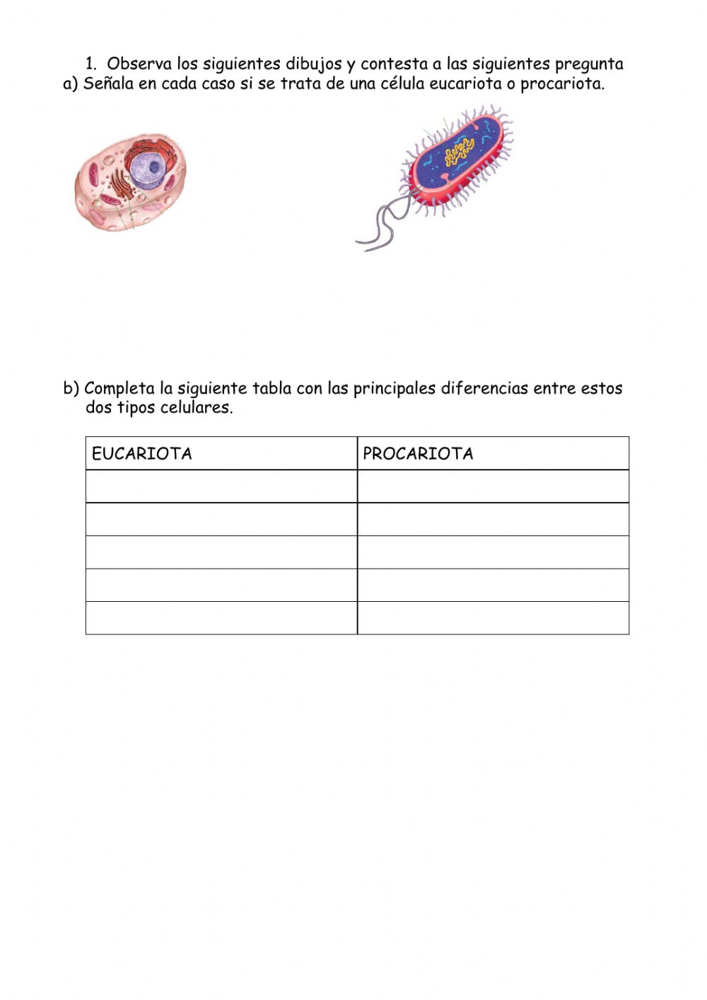 1. Observa los siguientes dibujos y contesta a las siguientes pregunta
a) Señala en cada caso si se trata de una célula eucariota o procariota.
b) Completa la siguiente tabla con las principales diferencias entre estos
dos tipos celulares.
EUCARIOTA PROCARIOTA